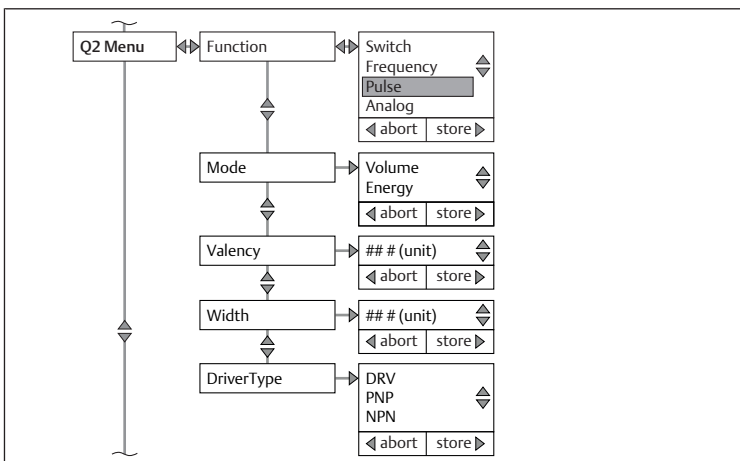 Q2 Menu
Function
Switch
Frequency
Pulse
Analog
abort store
Mode
Volume
Energy
abort store
Valency
## # (unit)
abort store
Width
## # (unit)
abort store
DriverType
DRV
PNP
NPN
abort store